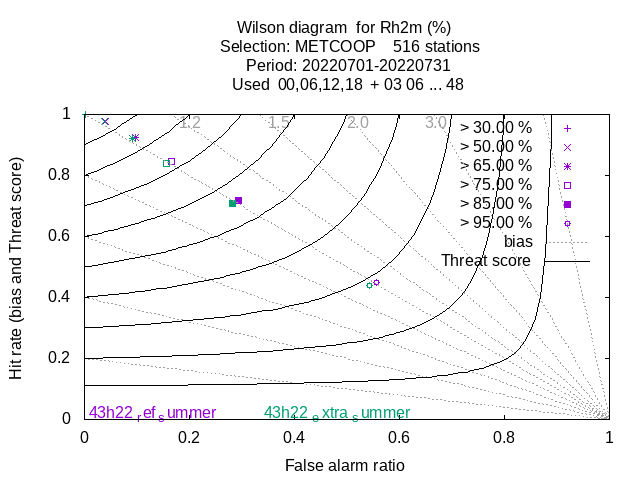 Wilson diagram for Rh2m (%)
Selection: METCOOP 516 stations
Period: 20220701-20220731
Used 00,06,12,18 + 03 06 ... 48
Hit rate (bias and Threat score)
1
0.8
0.6
0.4
0.2
0
1.2
1.5
2.0
3.0
> 30.00 %
> 50.00 %
> 65.00 %
> 75.00 %
> 85.00 %
> 95.00 %
bias
Threat score
43h22_ref_summer
43h22_extra_summer
0
0.2
0.4
0.6
0.8
1
False alarm ratio